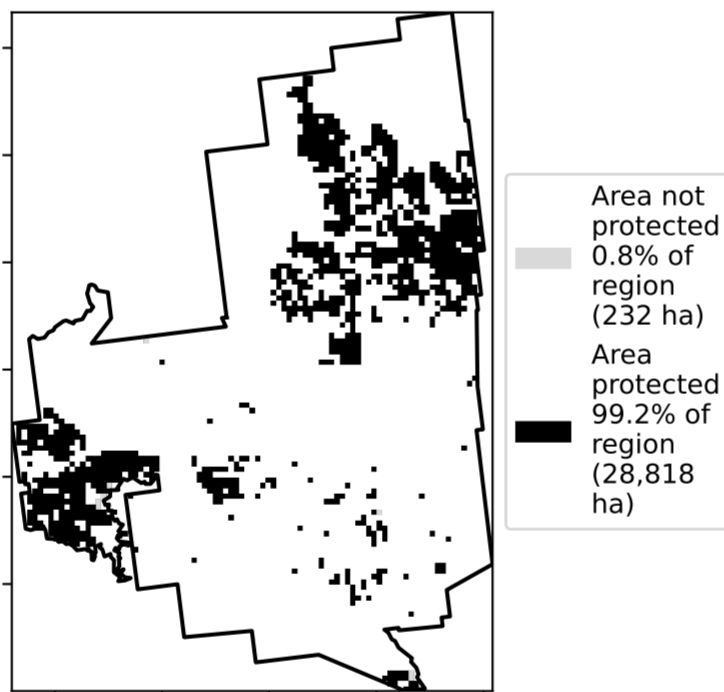 Area not
protected
0.8% of
region
(232 ha)
Area
protected
99.2% of
region
(28,818
ha)